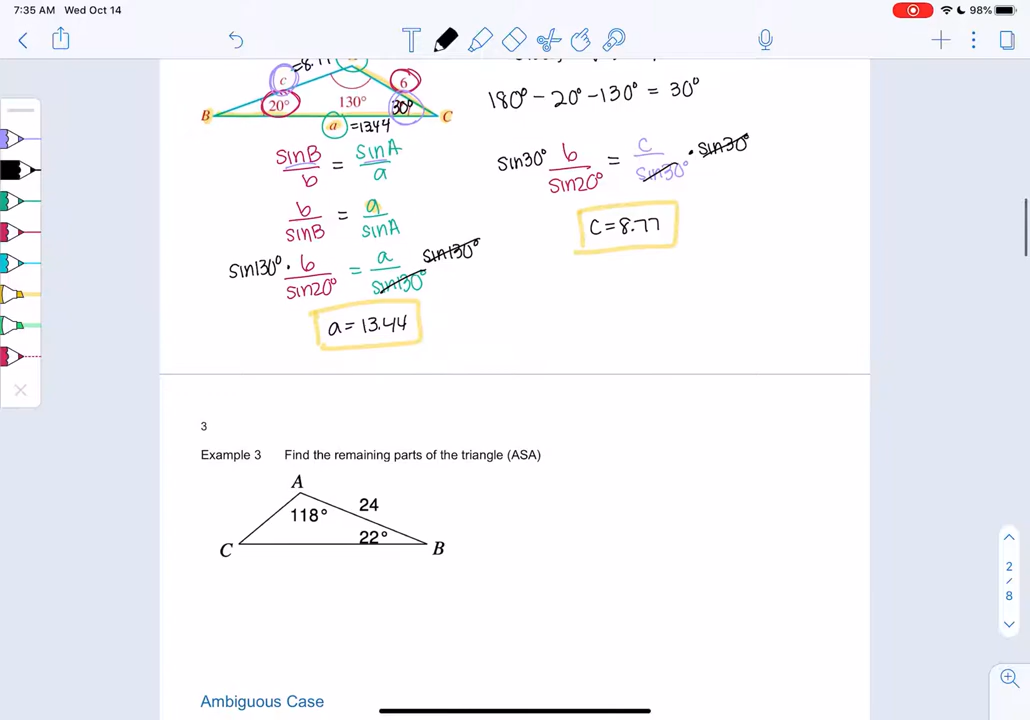 7:35 AM Wed Oct 14
98%
T
=8.77
c
6
20°
130°
30°
B
a
=13.44
C
sinB/b = sinA/a
b/sinB = a/sinA
sin130° · b/sin20° = a/sin130° sin130°
a = 13.44
180° - 20° - 130° = 30°
sin30° b/sin20° = c/sin30° · sin30°
c = 8.77
3
Example 3 Find the remaining parts of the triangle (ASA)
A
24
118°
22°
C
B
Ambiguous Case
2
/
8